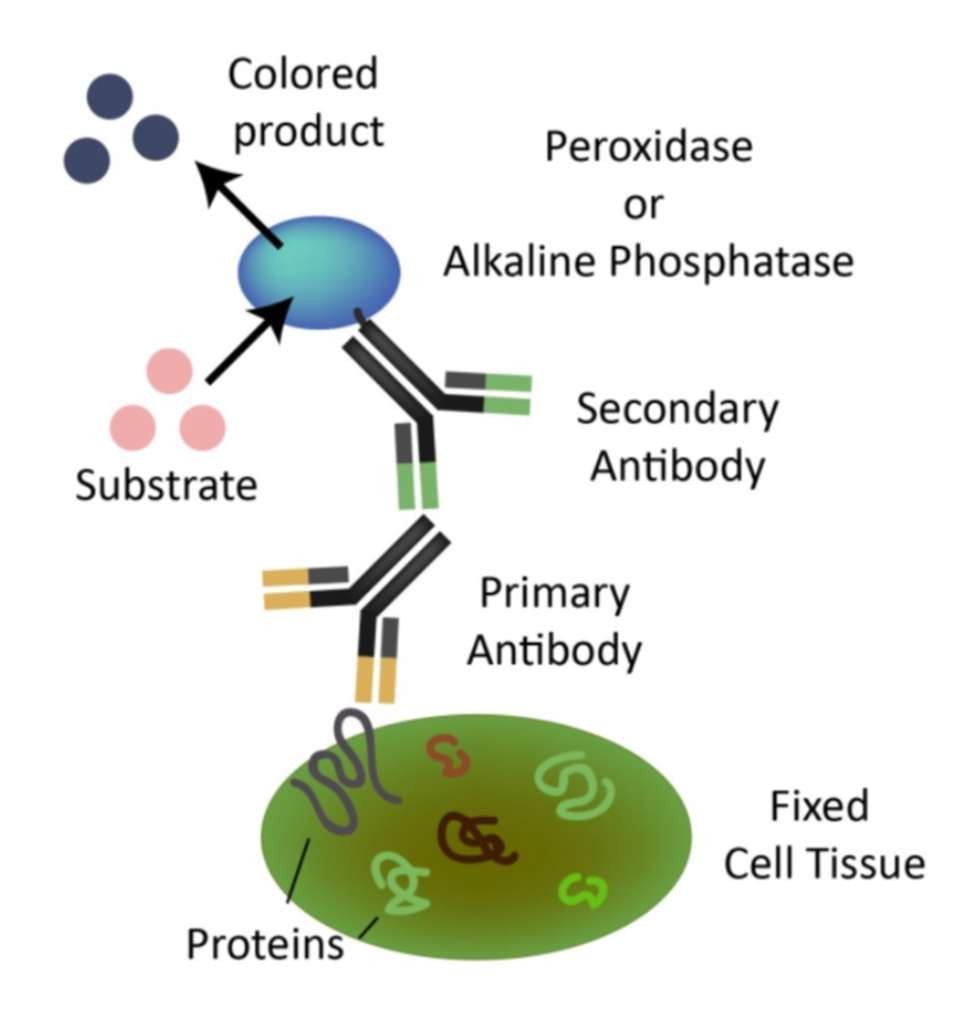 Colored
product
Peroxidase
or
Alkaline Phosphatase
Substrate
Secondary
Antibody
Primary
Antibody
Fixed
Cell Tissue
Proteins